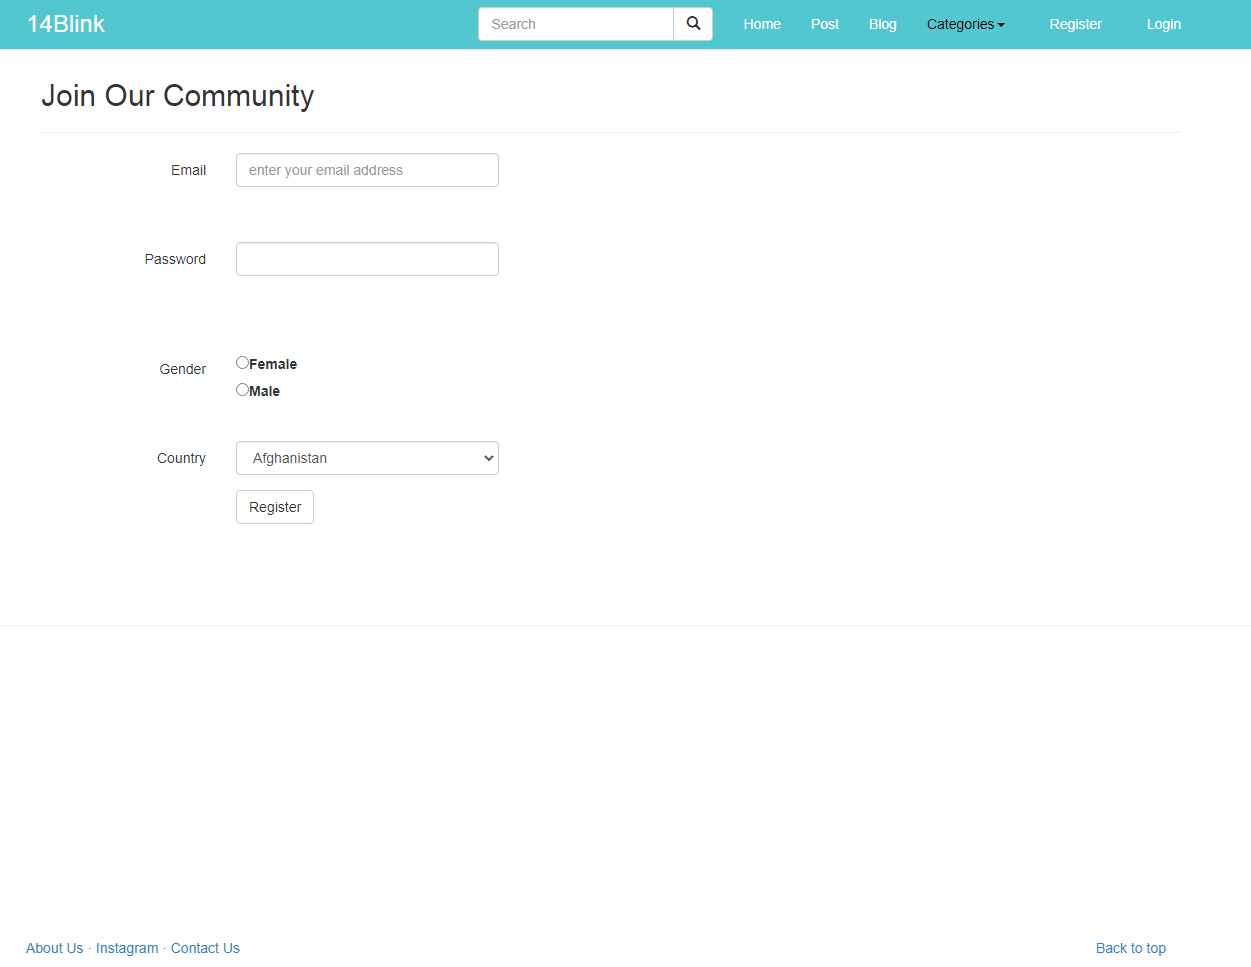 14Blink Search Home Post Blog Categories Register Login
Join Our Community
Email enter your email address
Password
Gender Female
Male
Country Afghanistan
Register
About Us · Instagram · Contact Us Back to top